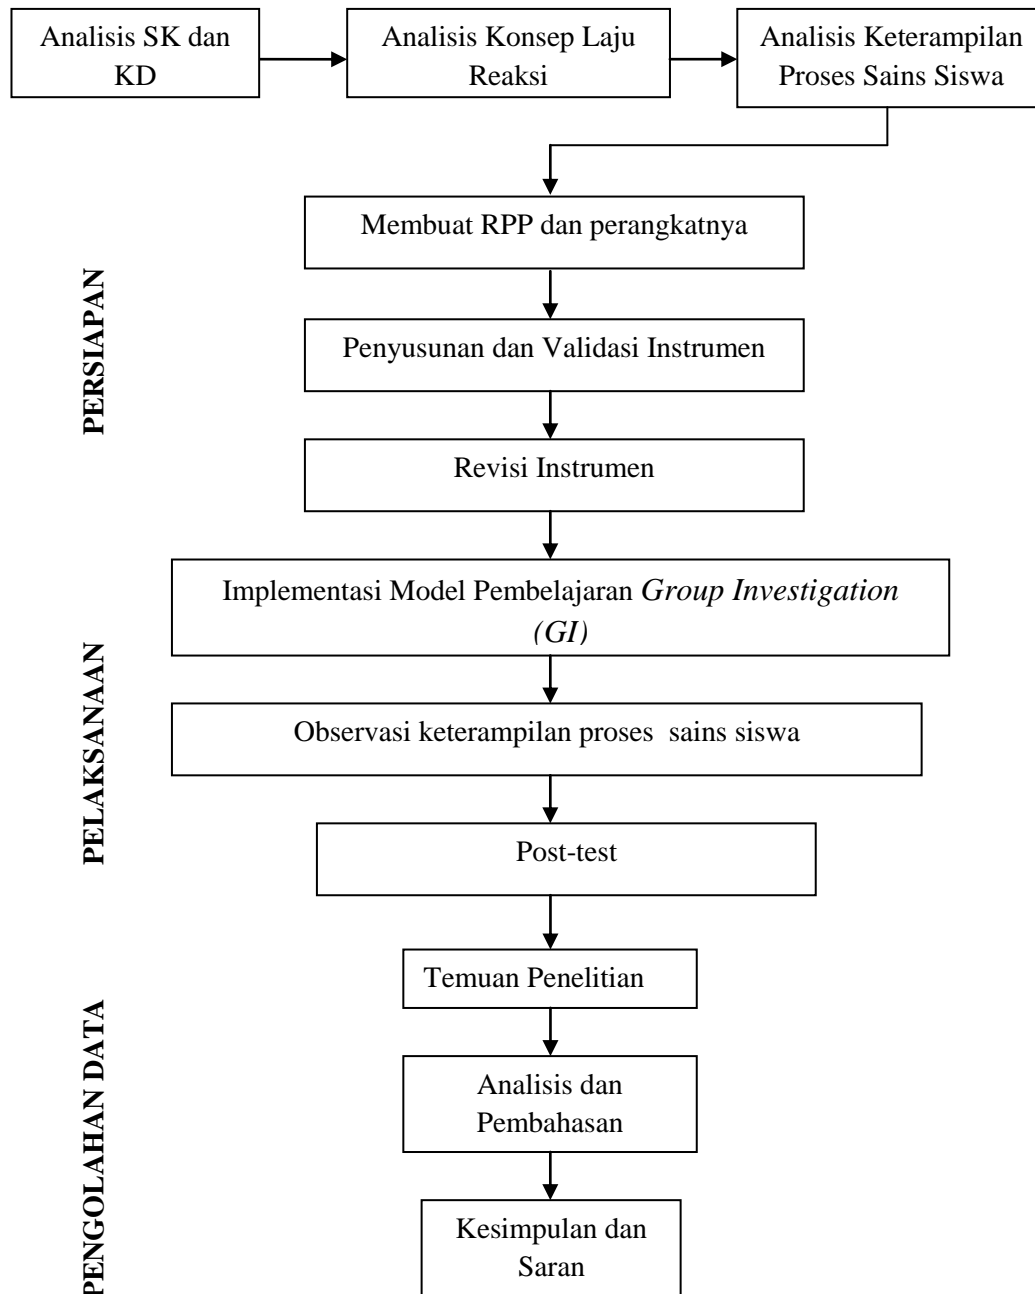 Analisis SK dan
KD
Analisis Konsep Laju
Reaksi
Analisis Keterampilan
Proses Sains Siswa
PERSIAPAN
Membuat RPP dan perangkatnya
Penyusunan dan Validasi Instrumen
Revisi Instrumen
PELAKSANAAN
Implementasi Model Pembelajaran Group Investigation
(GI)
Observasi keterampilan proses  sains siswa
Post-test
PENGOLAHAN DATA
Temuan Penelitian
Analisis dan
Pembahasan
Kesimpulan dan
Saran